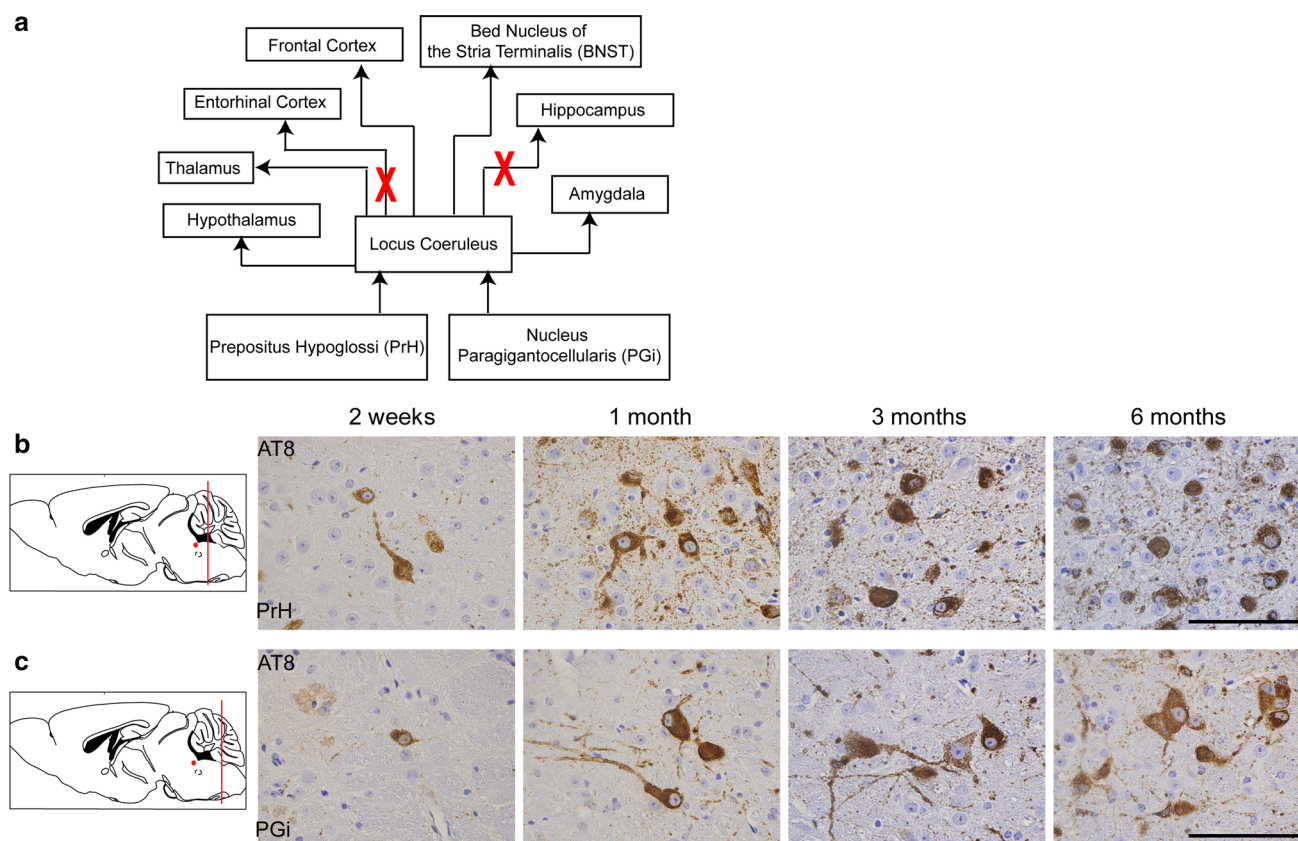 a
Bed Nucleus of
the Stria Terminalis (BNST)
Frontal Cortex
Entorhinal Cortex
Hippocampus
Thalamus
Amygdala
Hypothalamus
Locus Coeruleus
Prepositus Hypoglossi (PrH)
Nucleus
Paragigantocellularis (PGi)
2 weeks
1 month
3 months
6 months
b
AT8
PrH
c
AT8
PGi